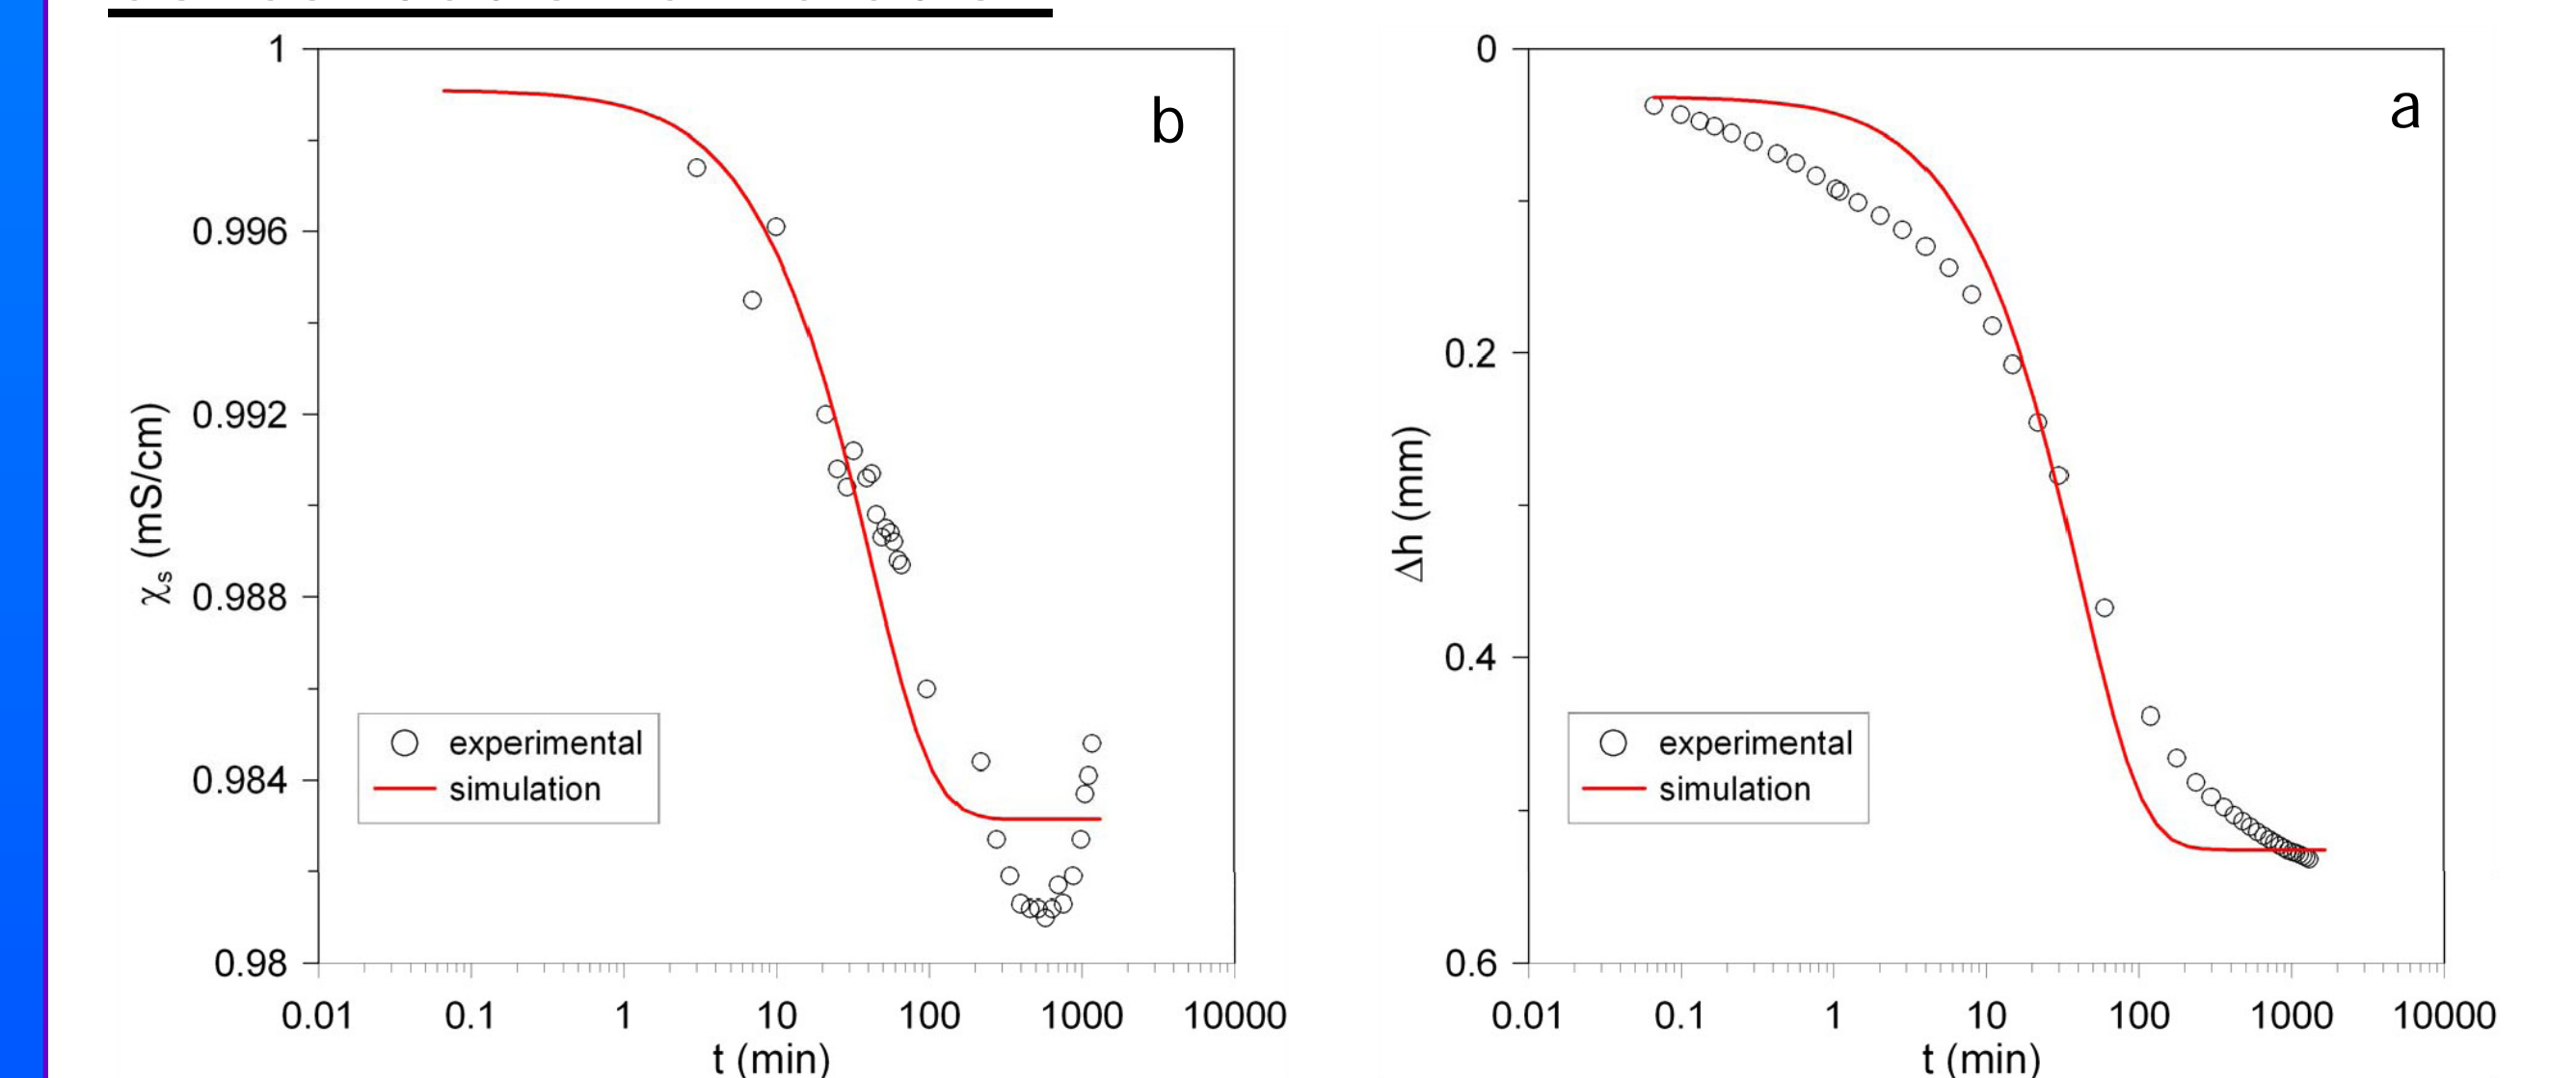 1
b
0.996
0.992
χs (mS/cm)
0.988
experimental
simulation
0.984
0.98
0.01 0.1 1 10 100 1000 10000
t (min)
0
a
0.2
Δh (mm)
0.4
experimental
simulation
0.6
0.01 0.1 1 10 100 1000 10000
t (min)